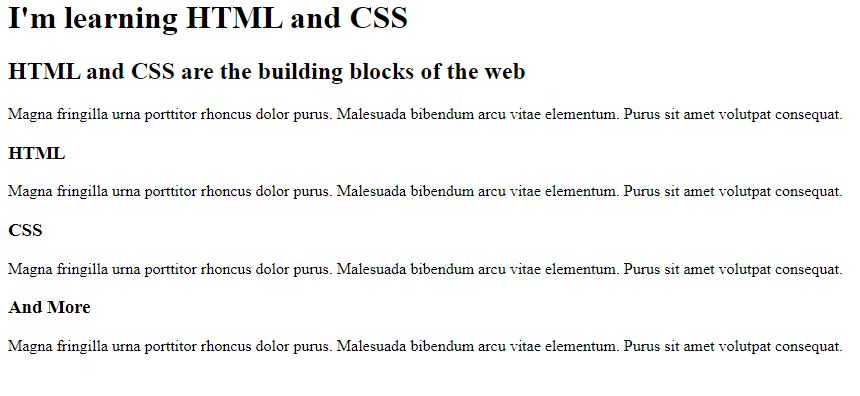 I'm learning HTML and CSS
HTML and CSS are the building blocks of the web
Magna fringilla urna porttitor rhoncus dolor purus. Malesuada bibendum arcu vitae elementum. Purus sit amet volutpat consequat.
HTML
Magna fringilla urna porttitor rhoncus dolor purus. Malesuada bibendum arcu vitae elementum. Purus sit amet volutpat consequat.
CSS
Magna fringilla urna porttitor rhoncus dolor purus. Malesuada bibendum arcu vitae elementum. Purus sit amet volutpat consequat.
And More
Magna fringilla urna porttitor rhoncus dolor purus. Malesuada bibendum arcu vitae elementum. Purus sit amet volutpat consequat.